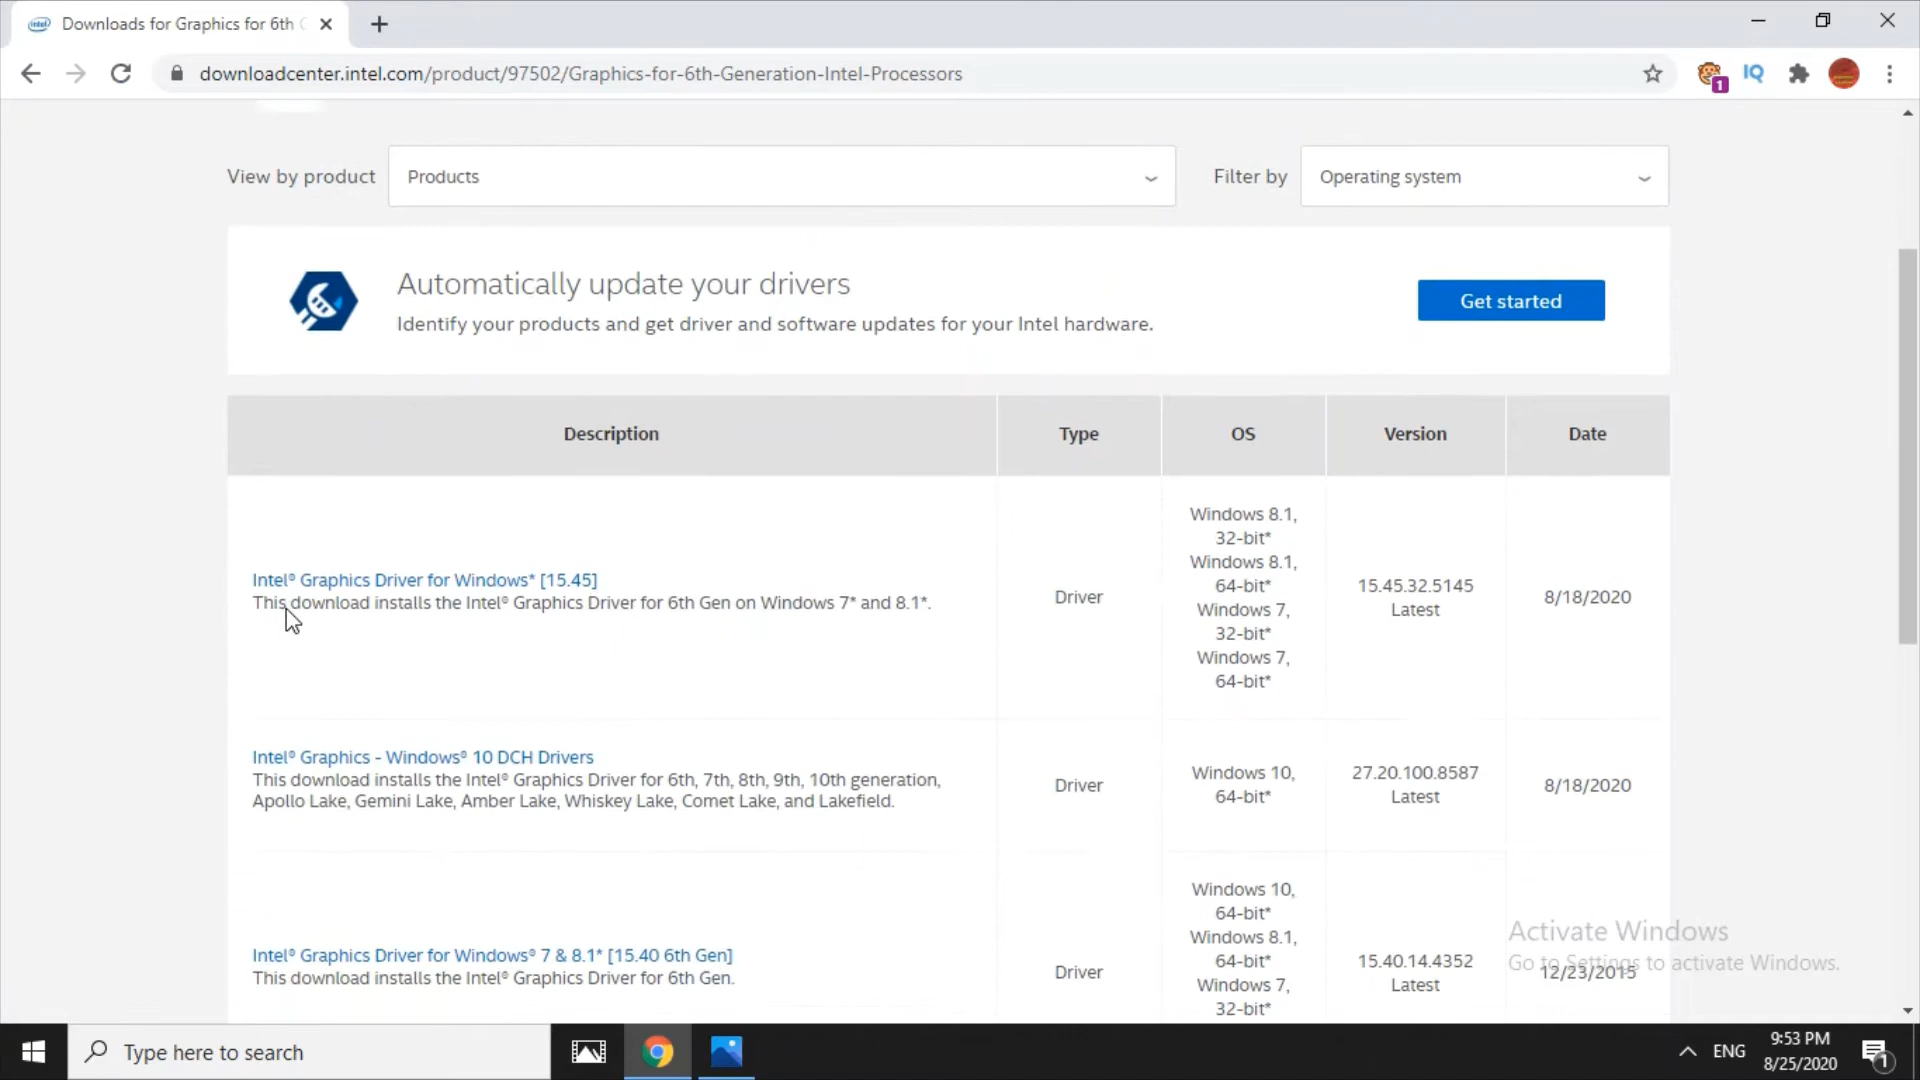 Downloads for Graphics for 6th
downloadcenter.intel.com/product/97502/Graphics-for-6th-Generation-Intel-Processors
1
IQ
View by product
Products
Filter by
Operating system
Automatically update your drivers
Identify your products and get driver and software updates for your Intel hardware.
Get started
Description
Type
OS
Version
Date
Intel® Graphics Driver for Windows* [15.45]
This download installs the Intel® Graphics Driver for 6th Gen on Windows 7* and 8.1*.
Driver
Windows 8.1,
32-bit*
Windows 8.1,
64-bit*
Windows 7,
32-bit*
Windows 7,
64-bit*
15.45.32.5145
Latest
8/18/2020
Intel® Graphics - Windows® 10 DCH Drivers
This download installs the Intel® Graphics Driver for 6th, 7th, 8th, 9th, 10th generation,
Apollo Lake, Gemini Lake, Amber Lake, Whiskey Lake, Comet Lake, and Lakefield.
Driver
Windows 10,
64-bit*
27.20.100.8587
Latest
8/18/2020
Intel® Graphics Driver for Windows® 7 & 8.1* [15.40 6th Gen]
This download installs the Intel® Graphics Driver for 6th Gen.
Driver
Windows 10,
64-bit*
Windows 8.1,
64-bit*
Windows 7,
32-bit*
15.40.14.4352
Latest
12/23/2015
Activate Windows
Go to Settings to activate Windows.
Type here to search
ENG
9:53 PM
8/25/2020
1